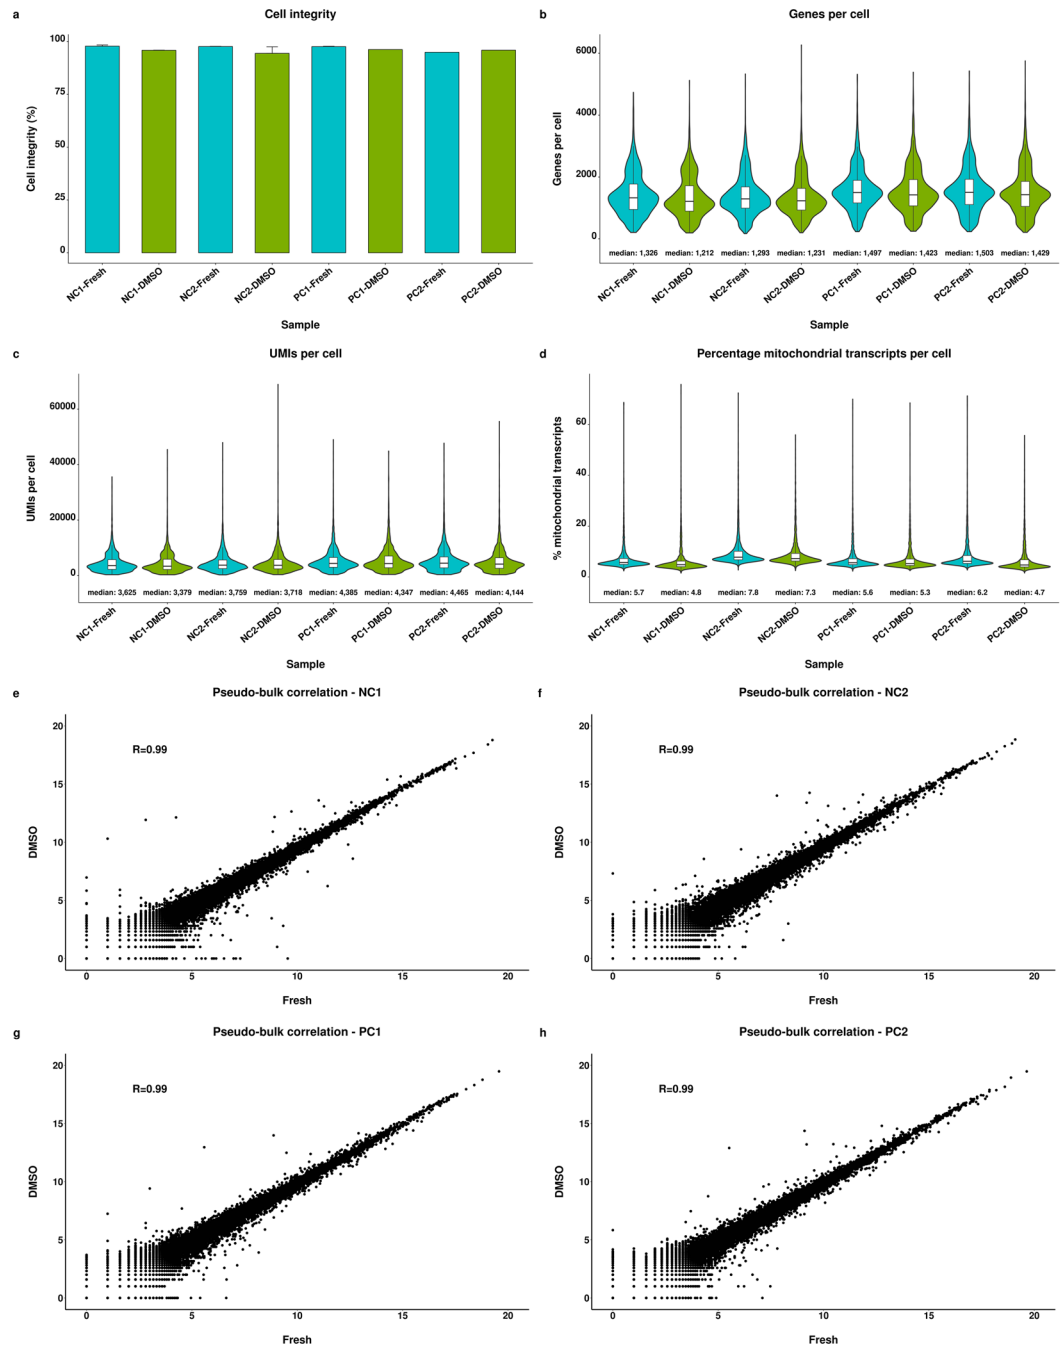 a
Cell integrity
100
75
50
25
0
Cell integrity (%)
NC1-Fresh
NC1-DMSO
NC2-Fresh
NC2-DMSO
PC1-Fresh
PC1-DMSO
PC2-Fresh
PC2-DMSO
Sample
b
Genes per cell
6000
4000
2000
0
Genes per cell
median: 1,326 median: 1,212 median: 1,293 median: 1,231 median: 1,497 median: 1,423 median: 1,503 median: 1,429
NC1-Fresh
NC1-DMSO
NC2-Fresh
NC2-DMSO
PC1-Fresh
PC1-DMSO
PC2-Fresh
PC2-DMSO
Sample
c
UMIs per cell
60000
40000
20000
0
UMIs per cell
median: 3,625 median: 3,379 median: 3,759 median: 3,718 median: 4,385 median: 4,347 median: 4,465 median: 4,144
NC1-Fresh
NC1-DMSO
NC2-Fresh
NC2-DMSO
PC1-Fresh
PC1-DMSO
PC2-Fresh
PC2-DMSO
Sample
d
Percentage mitochondrial transcripts per cell
60
40
20
0
% mitochondrial transcripts
median: 5.7 median: 4.8 median: 7.8 median: 7.3 median: 5.6 median: 5.3 median: 6.2 median: 4.7
NC1-Fresh
NC1-DMSO
NC2-Fresh
NC2-DMSO
PC1-Fresh
PC1-DMSO
PC2-Fresh
PC2-DMSO
Sample
e
Pseudo-bulk correlation - NC1
20
15
10
5
0
DMSO
R=0.99
0 5 10 15 20
Fresh
f
Pseudo-bulk correlation - NC2
20
15
10
5
0
DMSO
R=0.99
0 5 10 15 20
Fresh
g
Pseudo-bulk correlation - PC1
20
15
10
5
0
DMSO
R=0.99
0 5 10 15 20
Fresh
h
Pseudo-bulk correlation - PC2
20
15
10
5
0
DMSO
R=0.99
0 5 10 15 20
Fresh